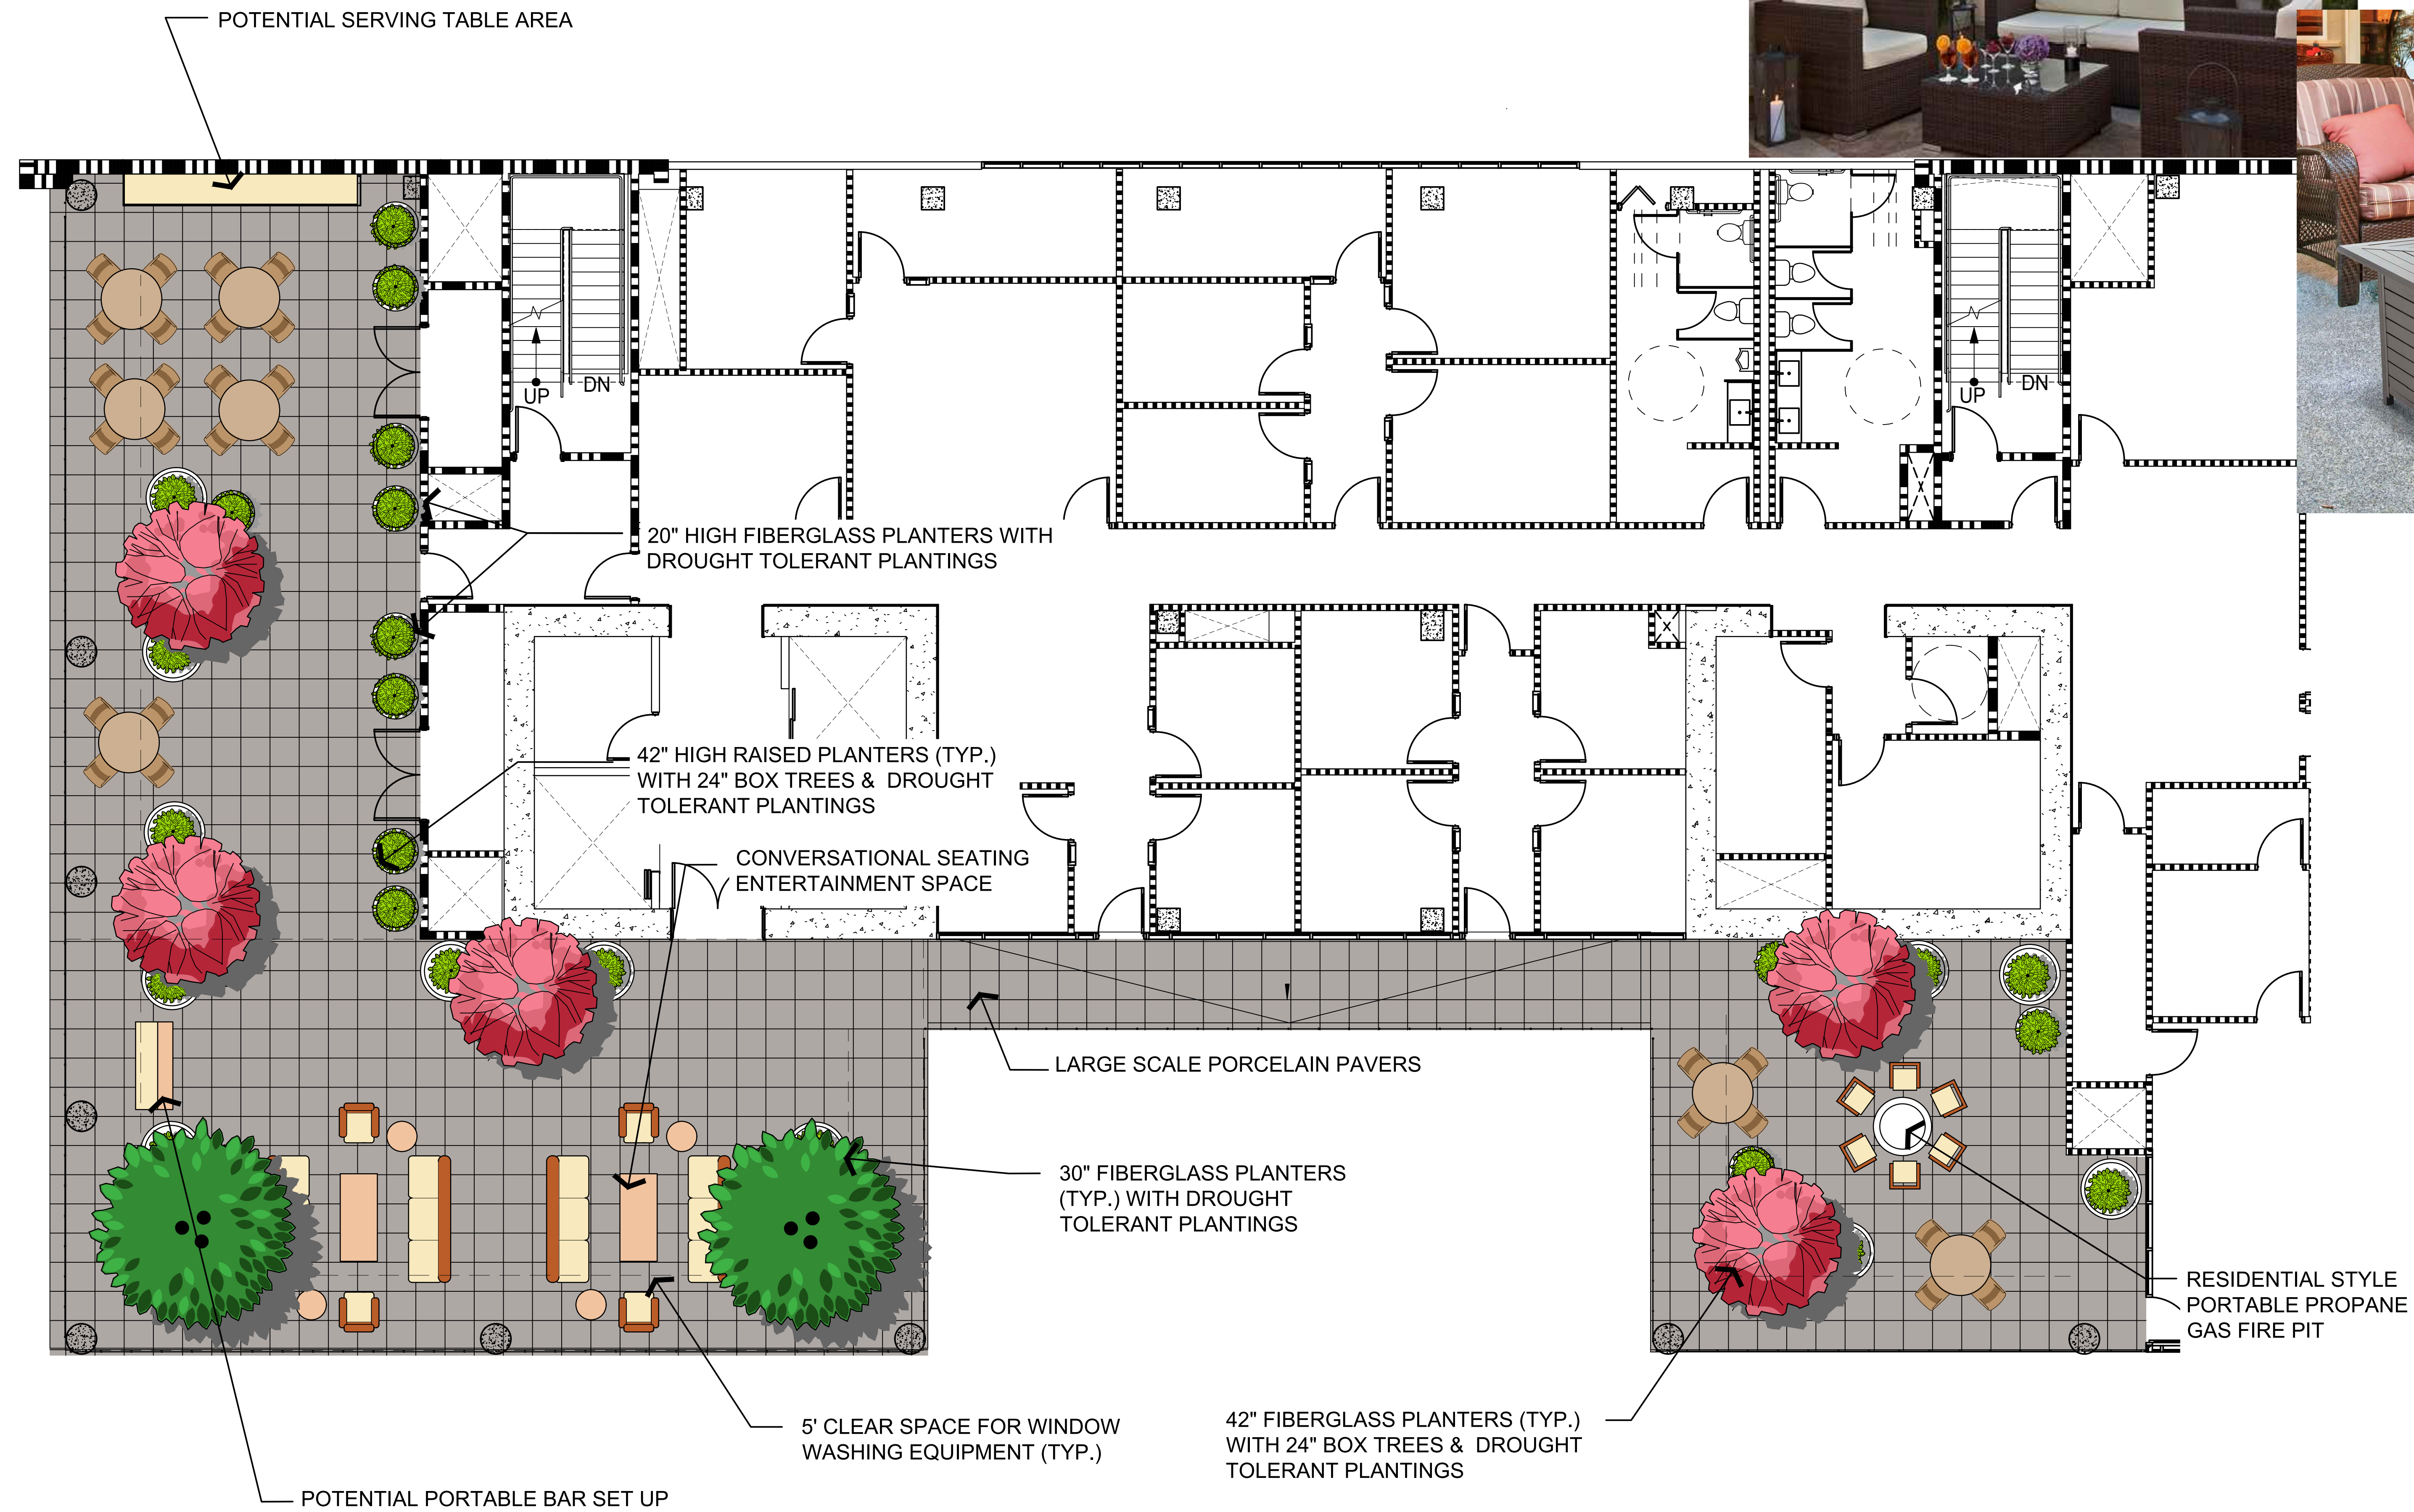 POTENTIAL SERVING TABLE AREA
UP
DN
UP
DN
20" HIGH FIBERGLASS PLANTERS WITH
DROUGHT TOLERANT PLANTINGS
42" HIGH RAISED PLANTERS (TYP.)
WITH 24" BOX TREES & DROUGHT
TOLERANT PLANTINGS
CONVERSATIONAL SEATING
ENTERTAINMENT SPACE
LARGE SCALE PORCELAIN PAVERS
30" FIBERGLASS PLANTERS
(TYP.) WITH DROUGHT
TOLERANT PLANTINGS
RESIDENTIAL STYLE
PORTABLE PROPANE
GAS FIRE PIT
5' CLEAR SPACE FOR WINDOW
WASHING EQUIPMENT (TYP.)
42" FIBERGLASS PLANTERS (TYP.)
WITH 24" BOX TREES & DROUGHT
TOLERANT PLANTINGS
POTENTIAL PORTABLE BAR SET UP